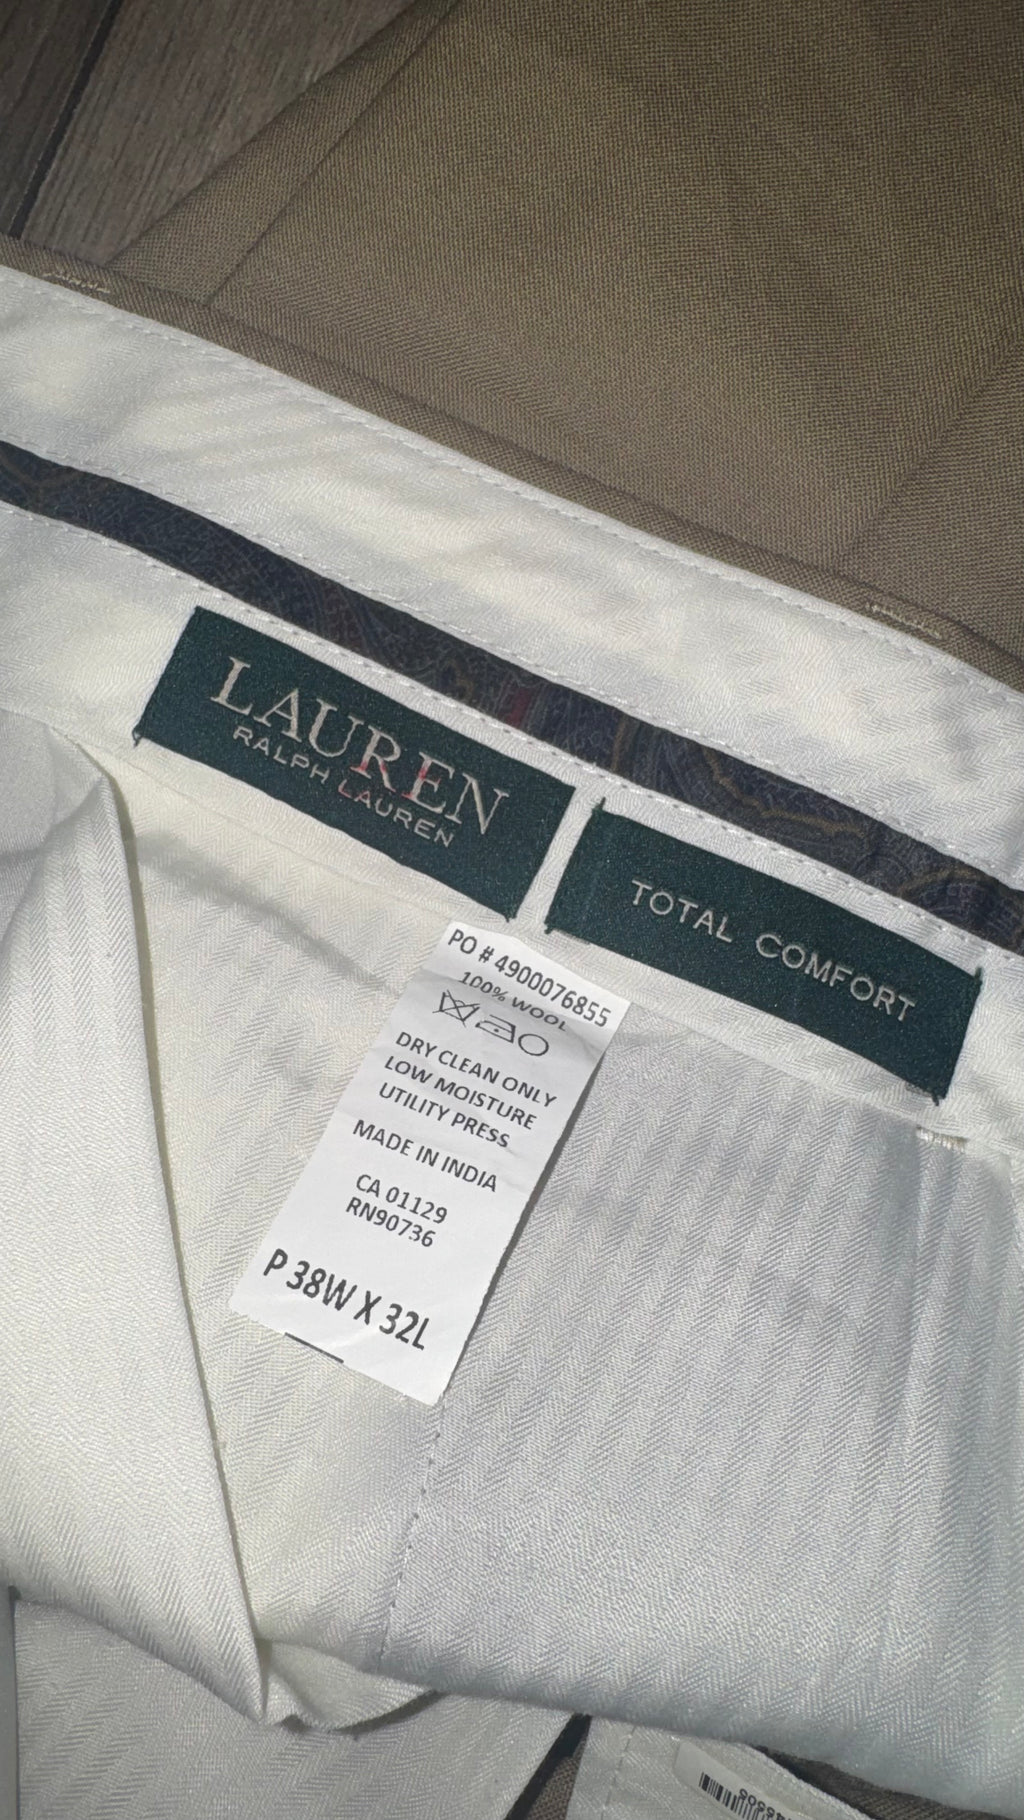 LAUREN
RALPH LAUREN
TOTAL COMFORT
PO # 4900076855
100% WOOL
DRY CLEAN ONLY
LOW MOISTURE
UTILITY PRESS
MADE IN INDIA
CA 01129
RN90736
P 38W X 32L